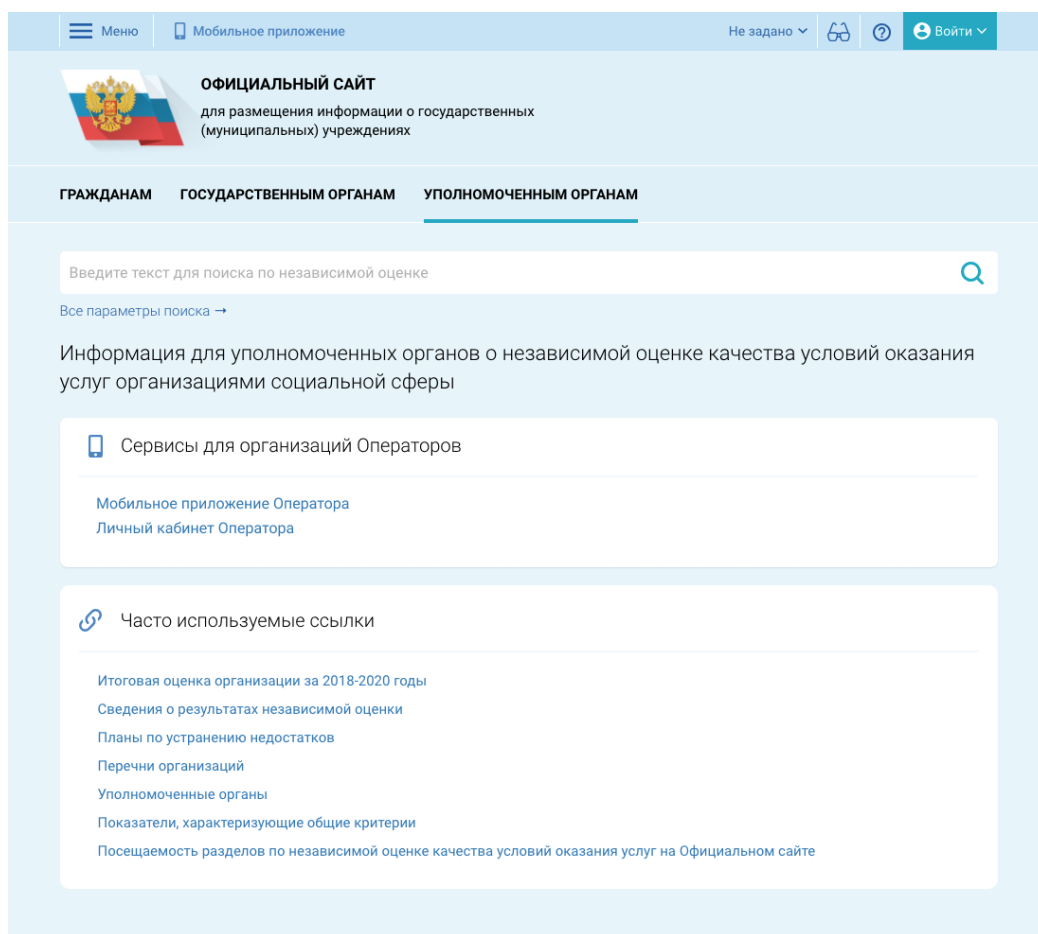 Меню
Мобильное приложение
Не задано
Войти
ОФИЦИАЛЬНЫЙ САЙТ
для размещения информации о государственных
(муниципальных) учреждениях
ГРАЖДАНАМ
ГОСУДАРСТВЕННЫМ ОРГАНАМ
УПОЛНОМОЧЕННЫМ ОРГАНАМ
Введите текст для поиска по независимой оценке
Все параметры поиска →
Информация для уполномоченных органов о независимой оценке качества условий оказания
услуг организациями социальной сферы
Сервисы для организаций Операторов
Мобильное приложение Оператора
Личный кабинет Оператора
Часто используемые ссылки
Итоговая оценка организации за 2018-2020 годы
Сведения о результатах независимой оценки
Планы по устранению недостатков
Перечни организаций
Уполномоченные органы
Показатели, характеризующие общие критерии
Посещаемость разделов по независимой оценке качества условий оказания услуг на Официальном сайте